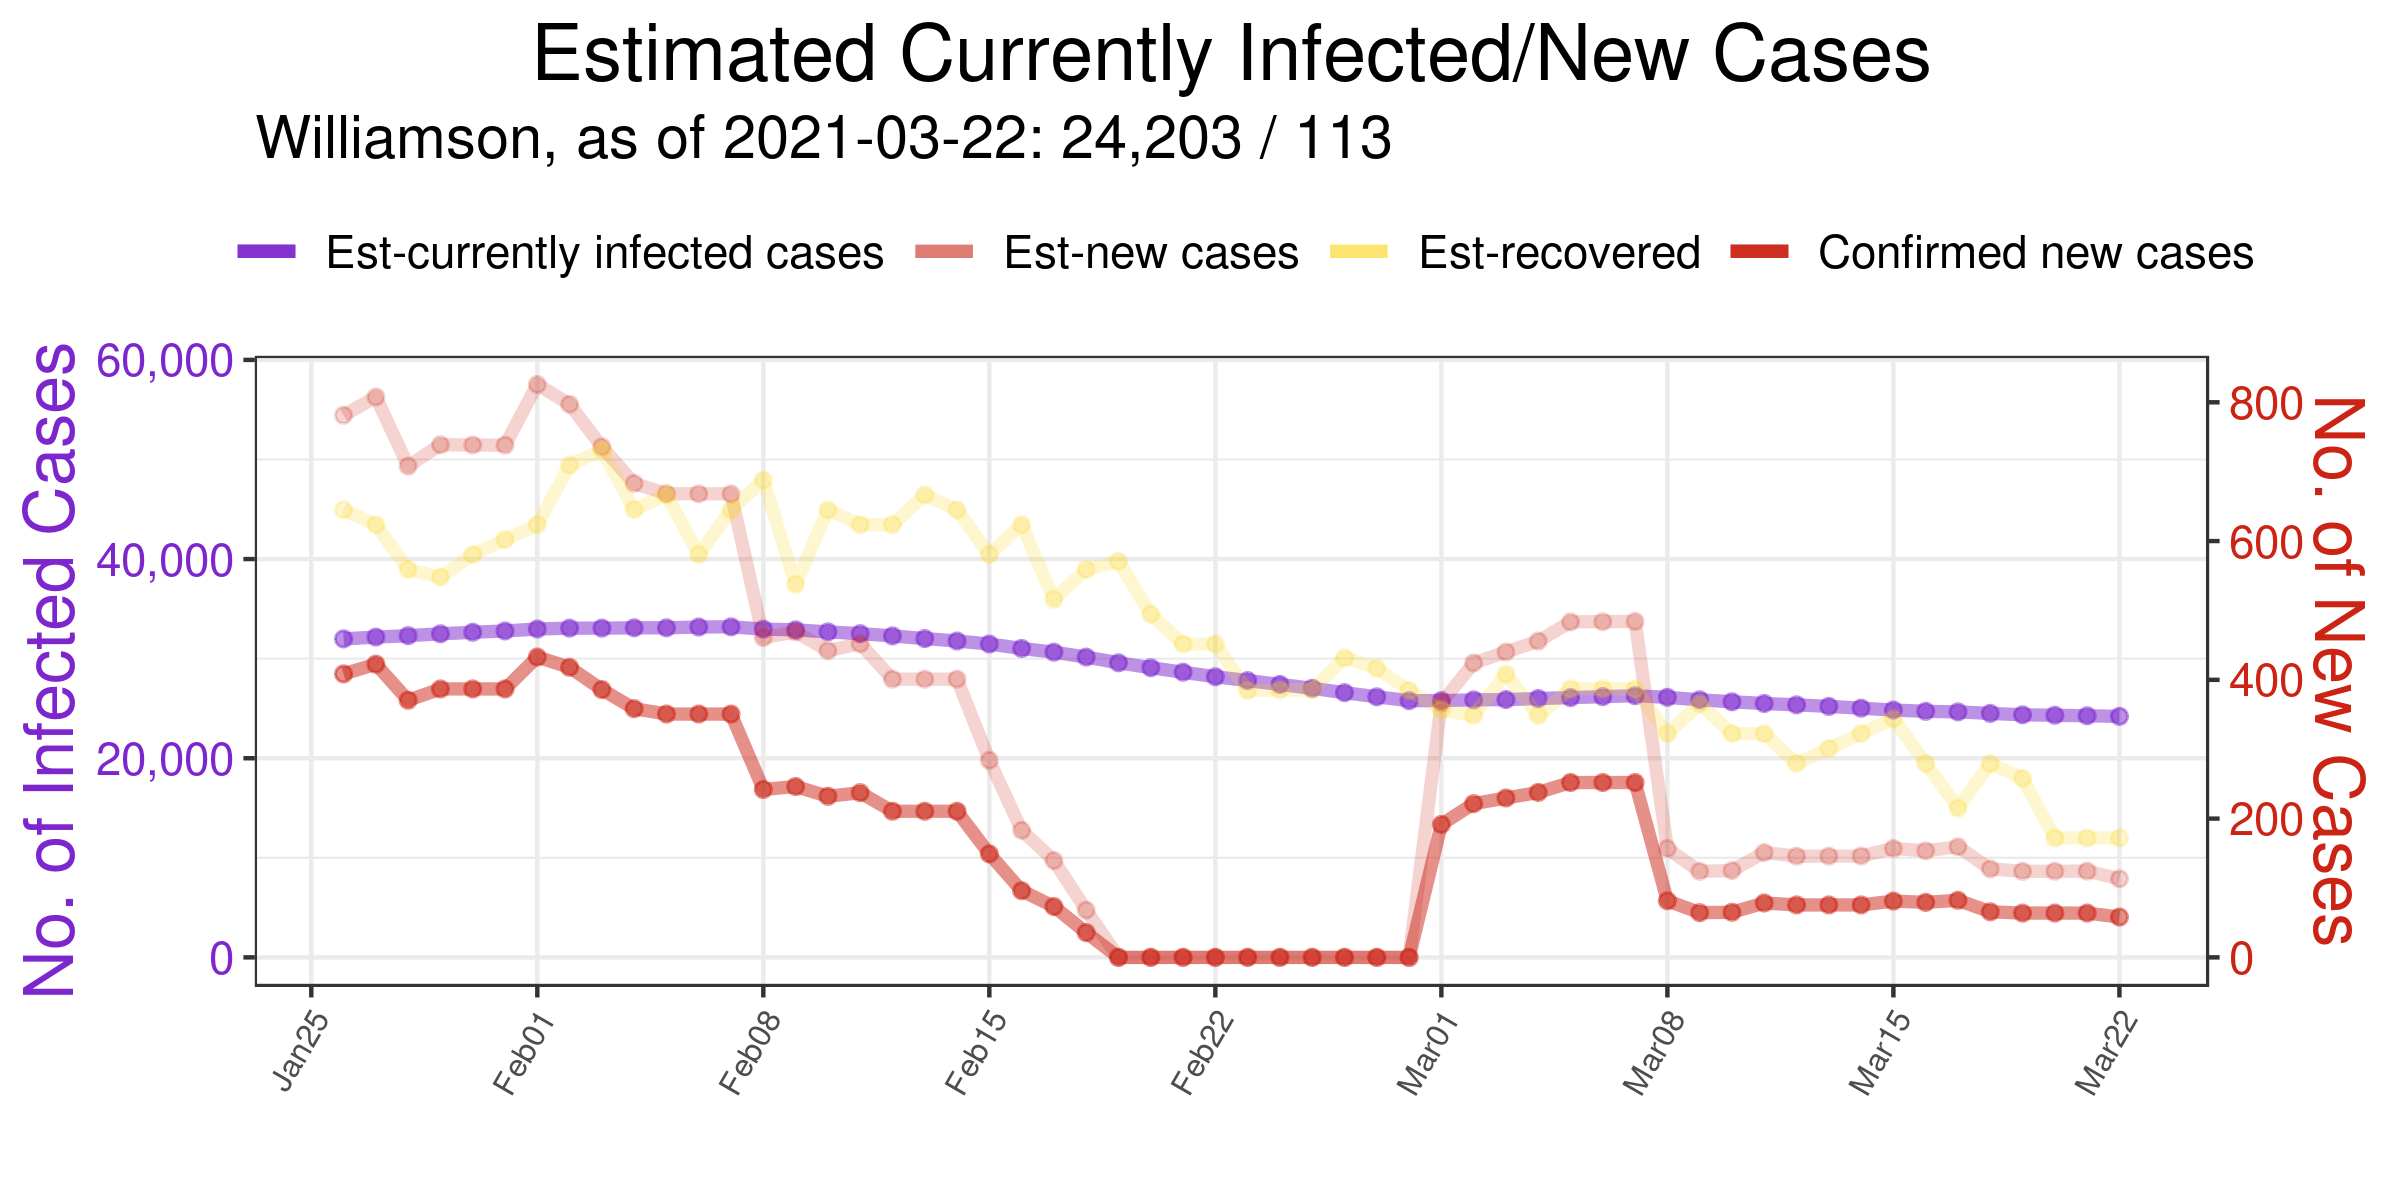 Estimated Currently Infected/New Cases
Williamson, as of 2021-03-22: 24,203 / 113
Est-currently infected cases Est-new cases Est-recovered Confirmed new cases
No. of Infected Cases
60,000
40,000
20,000
0
800
600
400
200
0
No. of New Cases
Jan25 Feb01 Feb08 Feb15 Feb22 Mar01 Mar08 Mar15 Mar22